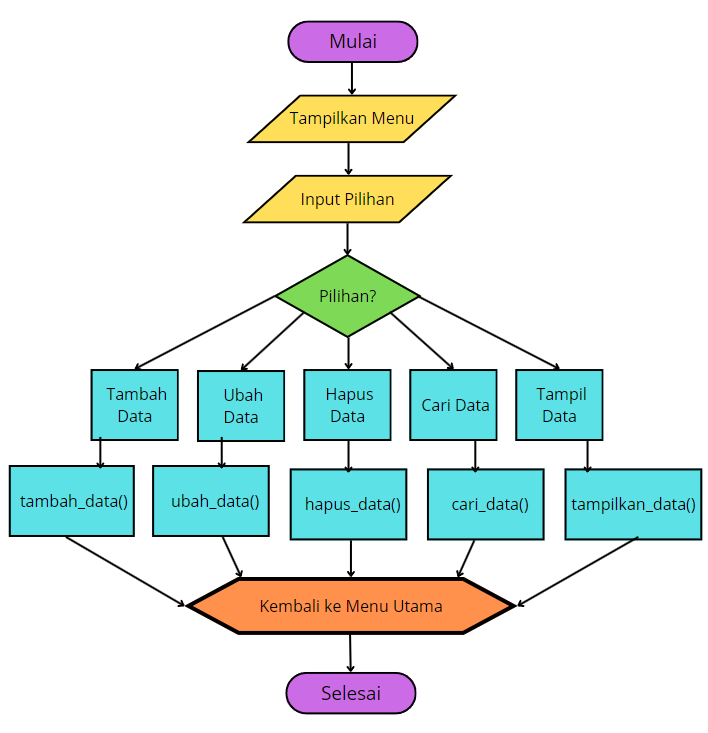 Mulai
Tampilkan Menu
Input Pilihan
Pilihan?
Tambah
Data
Ubah
Data
Hapus
Data
Cari Data
Tampil
Data
tambah_data()
ubah_data()
hapus_data()
cari_data()
tampilkan_data()
Kembali ke Menu Utama
Selesai